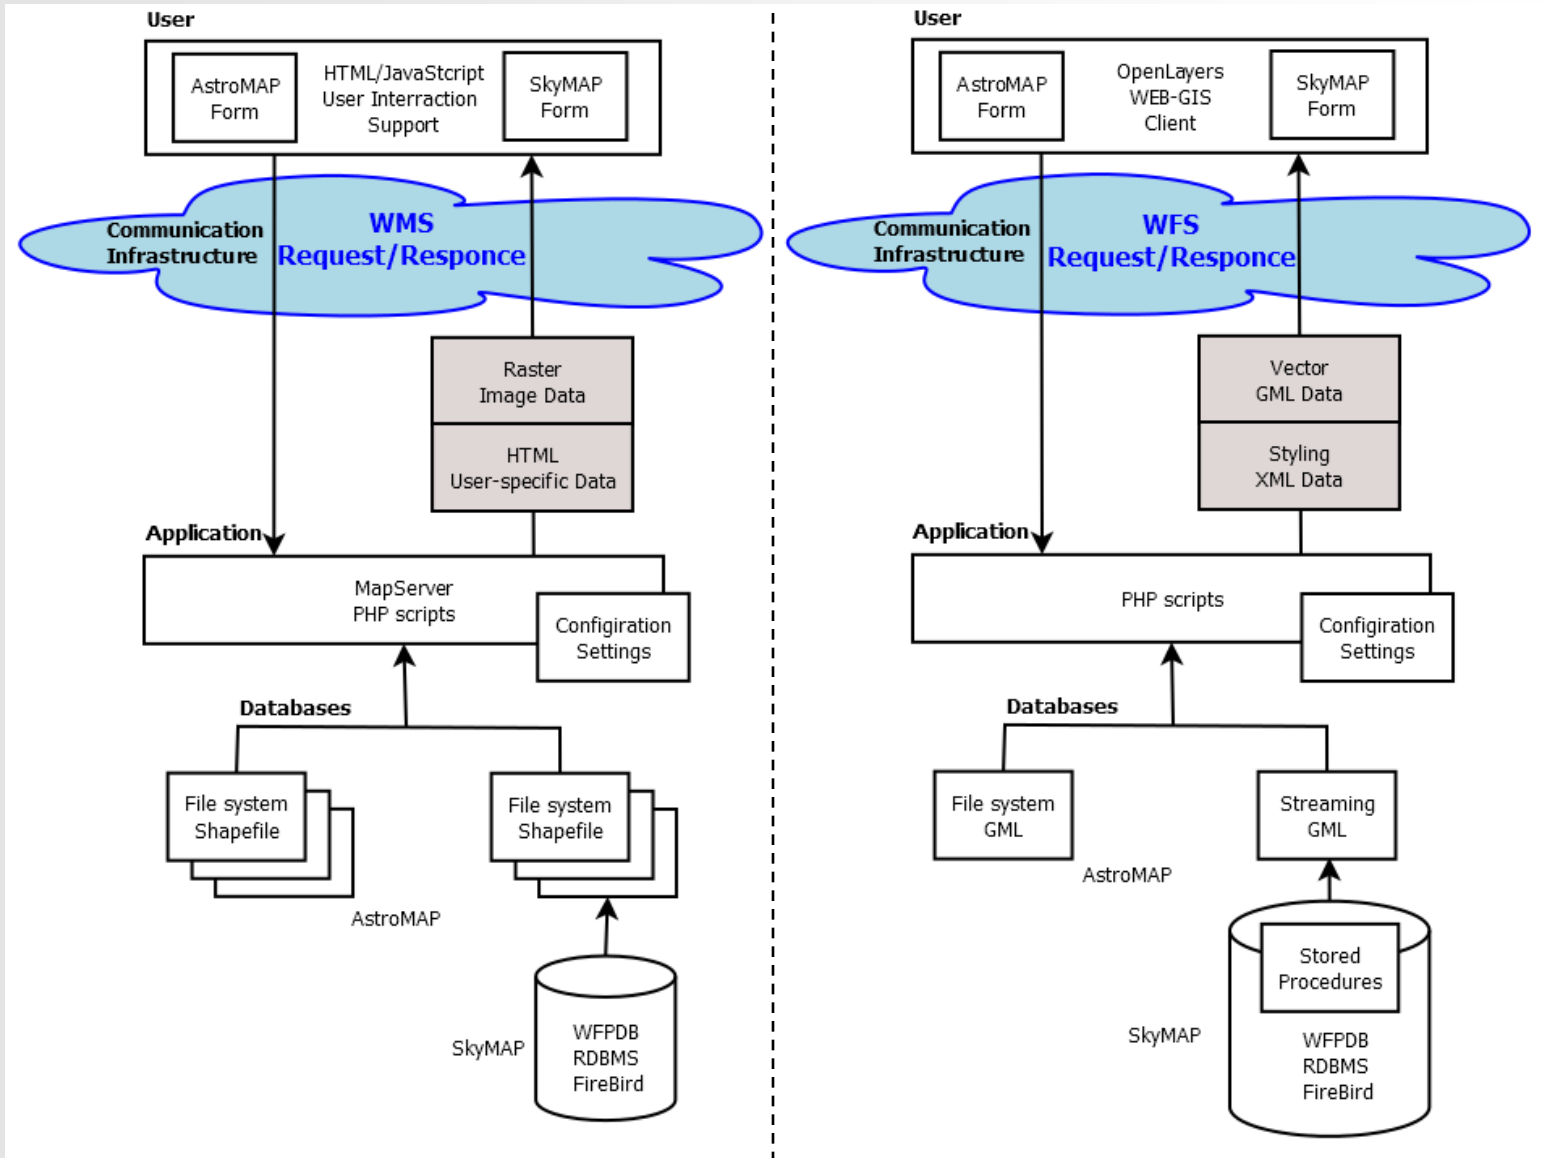 User
AstroMAP
Form
HTML/JavaStcript
User Interraction
Support
SkyMAP
Form
Communication
Infrastructure
WMS
Request/Responce
Raster
Image Data
HTML
User-specific Data
Application
MapServer
PHP scripts
Configiration
Settings
Databases
File system
Shapefile
File system
Shapefile
AstroMAP
SkyMAP
WFPDB
RDBMS
FireBird
User
AstroMAP
Form
OpenLayers
WEB-GIS
Client
SkyMAP
Form
Communication
Infrastructure
WFS
Request/Responce
Vector
GML Data
Styling
XML Data
Application
PHP scripts
Configiration
Settings
Databases
File system
GML
Streaming
GML
AstroMAP
Stored
Procedures
SkyMAP
WFPDB
RDBMS
FireBird